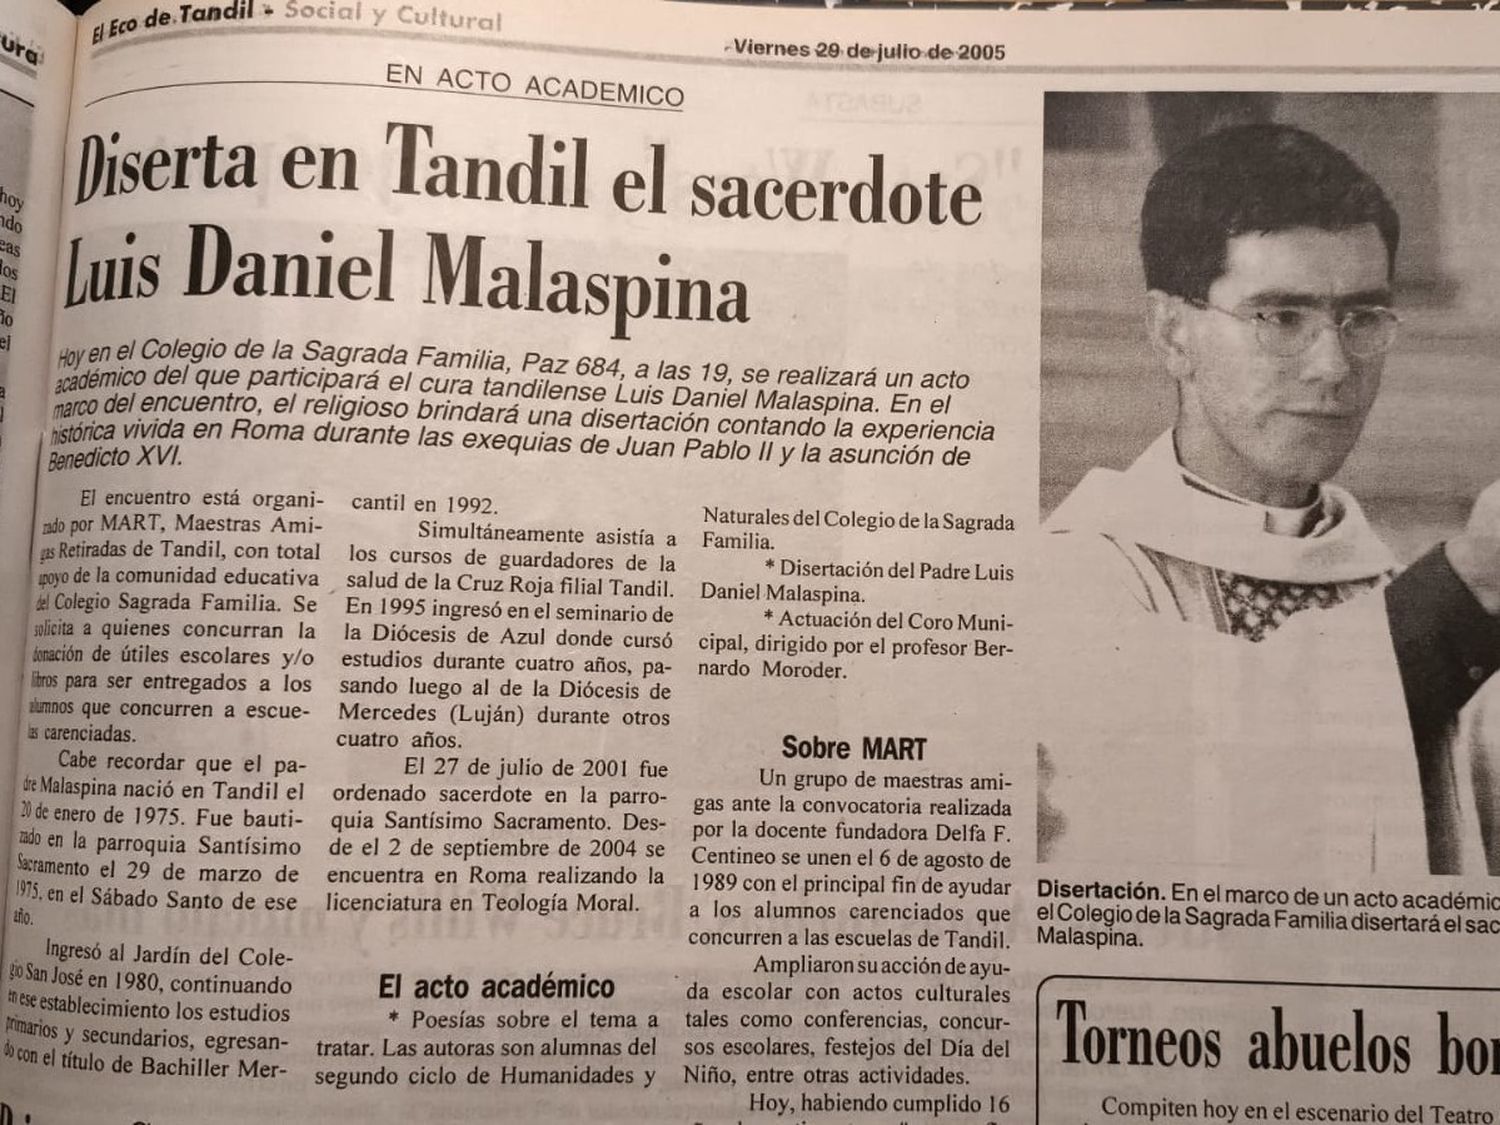 El Eco de Tandil - Social y Cultural
Viernes 29 de julio de 2005
EN ACTO ACADEMICO
Diserta en Tandil el sacerdote
Luis Daniel Malaspina
Hoy en el Colegio de la Sagrada Familia, Paz 684, a las 19, se realizará un acto
académico del que participará el cura tandilense Luis Daniel Malaspina. En el
marco del encuentro, el religioso brindará una disertación contando la experiencia
histórica vivida en Roma durante las exequias de Juan Pablo II y la asunción de
Benedicto XVI.
El encuentro está organi-
zado por MART, Maestras Ami-
gas Retiradas de Tandil, con total
apoyo de la comunidad educativa
del Colegio Sagrada Familia. Se
solicita a quienes concurran la
donación de útiles escolares y/o
libros para ser entregados a los
alumnos que concurren a escue-
las carenciadas.
Cabe recordar que el pa-
dre Malaspina nació en Tandil el
20 de enero de 1975. Fue bauti-
zado en la parroquia Santísimo
Sacramento el 29 de marzo de
1975, en el Sábado Santo de ese
año.
Ingresó al Jardín del Cole-
gio San José en 1980, continuando
en ese establecimiento los estudios
primarios y secundarios, egresan-
do con el título de Bachiller Mer-
cantil en 1992.
Simultáneamente asistía a
los cursos de guardadores de la
salud de la Cruz Roja filial Tandil.
En 1995 ingresó en el seminario de
la Diócesis de Azul donde cursó
estudios durante cuatro años, pa-
sando luego al de la Diócesis de
Mercedes (Luján) durante otros
cuatro años.
El 27 de julio de 2001 fue
ordenado sacerdote en la parro-
quia Santísimo Sacramento. Des-
de el 2 de septiembre de 2004 se
encuentra en Roma realizando la
licenciatura en Teología Moral.
El acto académico
* Poesías sobre el tema a
tratar. Las autoras son alumnas del
segundo ciclo de Humanidades y
Naturales del Colegio de la Sagrada
Familia.
* Disertación del Padre Luis
Daniel Malaspina.
* Actuación del Coro Muni-
cipal, dirigido por el profesor Ber-
nardo Moroder.
Sobre MART
Un grupo de maestras ami-
gas ante la convocatoria realizada
por la docente fundadora Delfa F.
Centineo se unen el 6 de agosto de
1989 con el principal fin de ayudar
a los alumnos carenciados que
concurren a las escuelas de Tandil.
Ampliaron su acción de ayu-
da escolar con actos culturales
tales como conferencias, concur-
sos escolares, festejos del Día del
Niño, entre otras actividades.
Hoy, habiendo cumplido 16
Disertación. En el marco de un acto académic
el Colegio de la Sagrada Familia disertará el sac
Malaspina.
Torneos abuelos bo
Compiten hoy en el escenario del Teatro